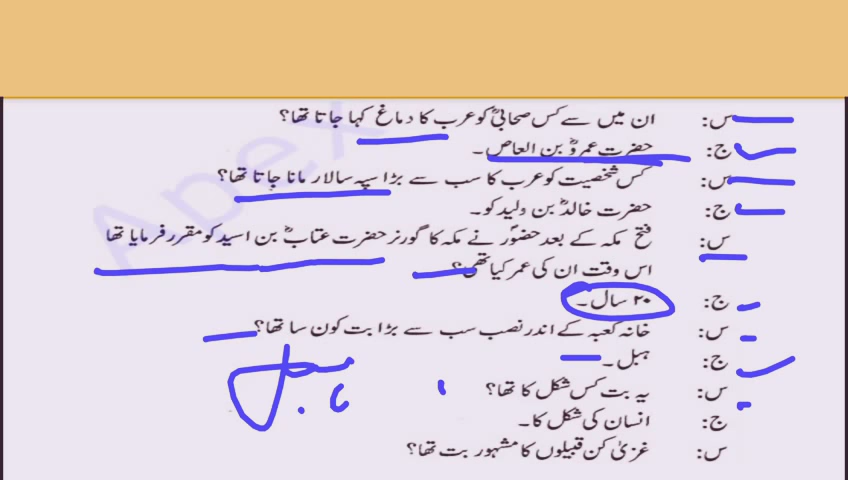 س: ان میں سے کس صحابیؓ کو عرب کا دماغ کہا جاتا تھا؟
ج: حضرت عمروؓ بن العاص۔
س: کس شخصیت کو عرب کا سب سے بڑا سپہ سالار مانا جاتا تھا؟
ج: حضرت خالدؓ بن ولید کو۔
س: فتح مکہ کے بعد حضورؐ نے مکہ کا گورنر حضرت عتابؓ بن اسید کو مقرر فرمایا تھا
اس وقت ان کی عمر کیا تھی؟
ج: ۲۰ سال۔
س: خانہ کعبہ کے اندر نصب سب سے بڑا بت کون سا تھا؟
ج: ہبل۔
س: یہ بت کس شکل کا تھا؟
ج: انسان کی شکل کا۔
س: غزیٰ کن قبیلوں کا مشہور بت تھا؟
Apex